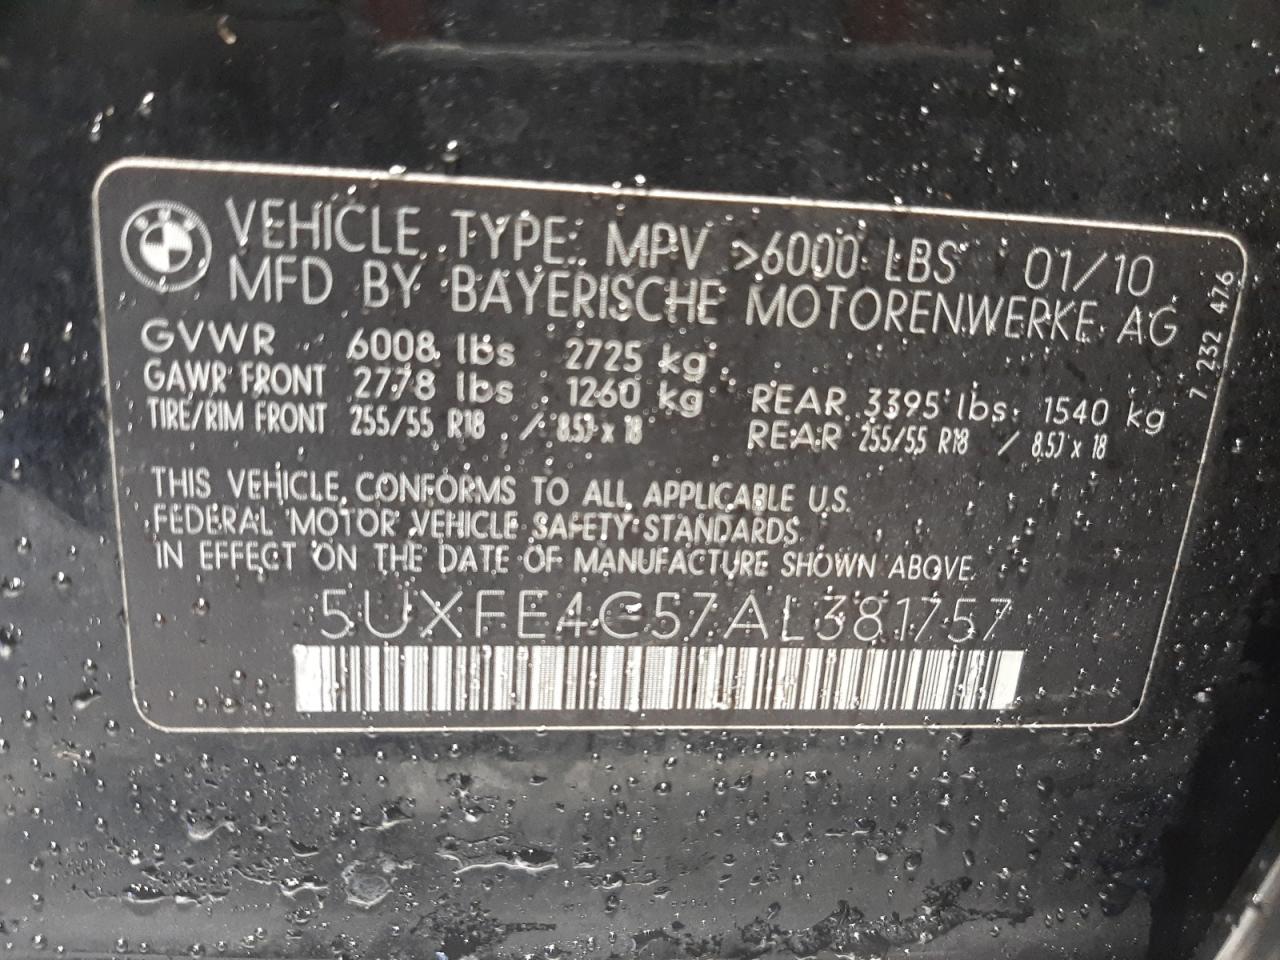 VEHICLE TYPE: MPV >6000 LBS 01/10
MFD BY BAYERISCHE MOTORENWERKE AG
GVWR 6008 lbs 2725 kg
GAWR FRONT 2778 lbs 1260 kg REAR 3395 lbs 1540 kg
TIRE/RIM FRONT 255/55 R18 / 8.5J x 18 REAR 255/55 R18 / 8.5J x 18
THIS VEHICLE CONFORMS TO ALL APPLICABLE U.S.
FEDERAL MOTOR VEHICLE SAFETY STANDARDS
IN EFFECT ON THE DATE OF MANUFACTURE SHOWN ABOVE.
5UXFE4C57AL381757
7 232 476